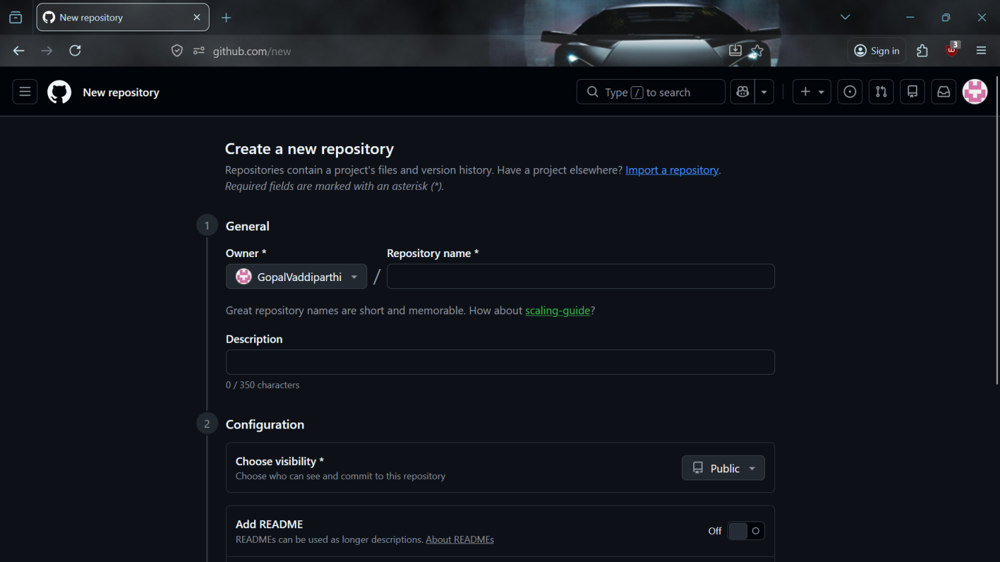 New repository
github.com/new
Sign in
3
New repository
Type / to search
Create a new repository
Repositories contain a project's files and version history. Have a project elsewhere? Import a repository.
Required fields are marked with an asterisk (*).
1
General
Owner *
Repository name *
GopalVaddiparthi
/
Great repository names are short and memorable. How about scaling-guide?
Description
0 / 350 characters
2
Configuration
Choose visibility *
Choose who can see and commit to this repository
Public
Add README
READMEs can be used as longer descriptions. About READMEs
Off